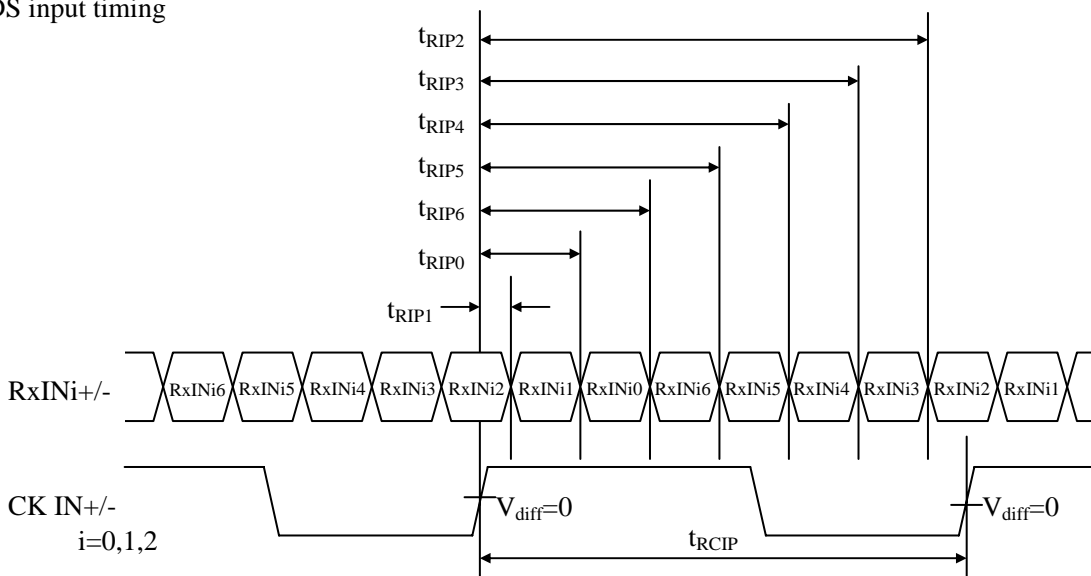 DS input timing
tRIP2
tRIP3
tRIP4
tRIP5
tRIP6
tRIP0
tRIP1
RxINi+/- RxINi6 RxINi5 RxINi4 RxINi3 RxINi2 RxINi1 RxINi0 RxINi6 RxINi5 RxINi4 RxINi3 RxINi2 RxINi1
CK IN+/- Vdiff=0 Vdiff=0
i=0,1,2 tRCIP